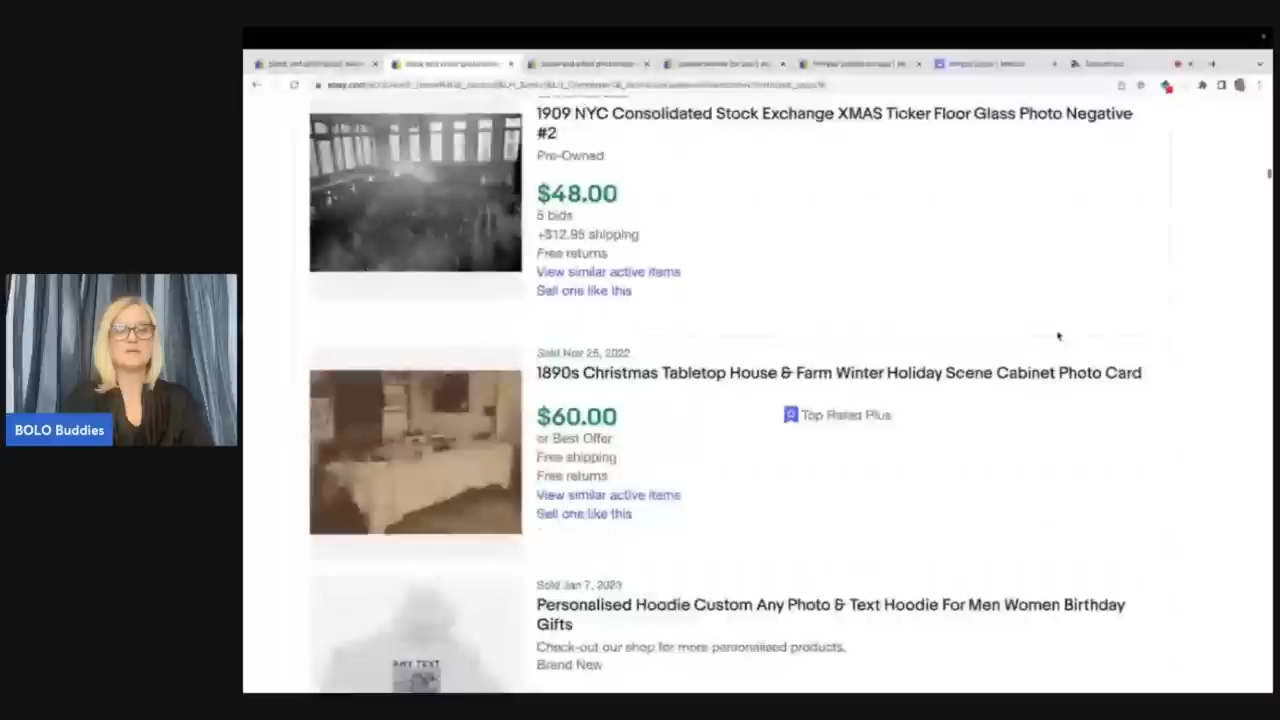 1909 NYC Consolidated Stock Exchange XMAS Ticker Floor Glass Photo Negative
#2
Pre-Owned
$48.00
5 bids
+$12.95 shipping
Free returns
View similar active items
Sell one like this
Sold Nov 25, 2022
1890s Christmas Tabletop House & Farm Winter Holiday Scene Cabinet Photo Card
$60.00
Top Rated Plus
or Best Offer
Free shipping
Free returns
View similar active items
Sell one like this
BOLO Buddies
Sold Jan 7, 2023
Personalised Hoodie Custom Any Photo & Text Hoodie For Men Women Birthday
Gifts
Check-out our shop for more personalised products.
Brand New
ANY TEXT